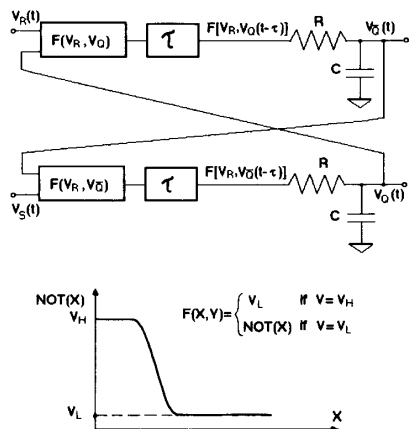 V_R(t)
F(V_R, V_Q)
τ
F[V_R,V_Q(t-τ)]
R
V_Q̄(t)
C
F(V_R, V_Q̄)
τ
F[V_R,V_Q̄(t-τ)]
R
V_S(t)
V_Q(t)
C
NOT(X)
V_H
F(X,Y)= { V_L if V=V_H
NOT(X) if V=V_L
V_L
X